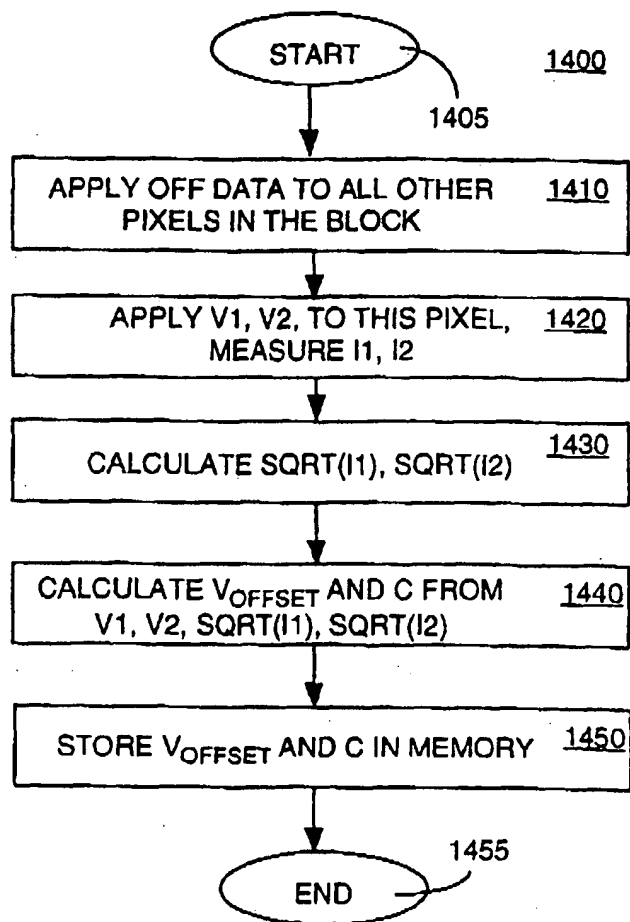 START
1400
1405
APPLY OFF DATA TO ALL OTHER
PIXELS IN THE BLOCK
1410
APPLY V1, V2, TO THIS PIXEL,
MEASURE I1, I2
1420
1430
CALCULATE SQRT(I1), SQRT(I2)
CALCULATE VOFFSET AND C FROM
V1, V2, SQRT(I1), SQRT(I2)
1440
STORE VOFFSET AND C IN MEMORY
1450
1455
END